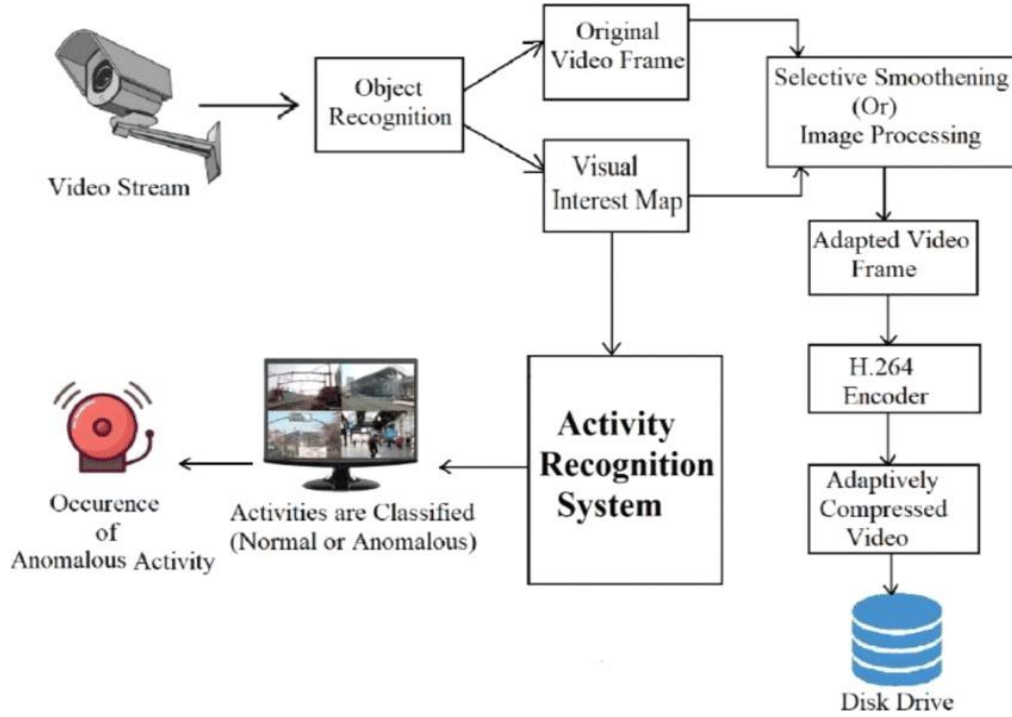 Video Stream
Object
Recognition
Original
Video Frame
Visual
Interest Map
Selective Smoothening
(Or)
Image Processing
Adapted Video
Frame
H.264
Encoder
Adaptively
Compressed
Video
Disk Drive
Activity
Recognition
System
Activities are Classified
(Normal or Anomalous)
Occurence
of
Anomalous Activity